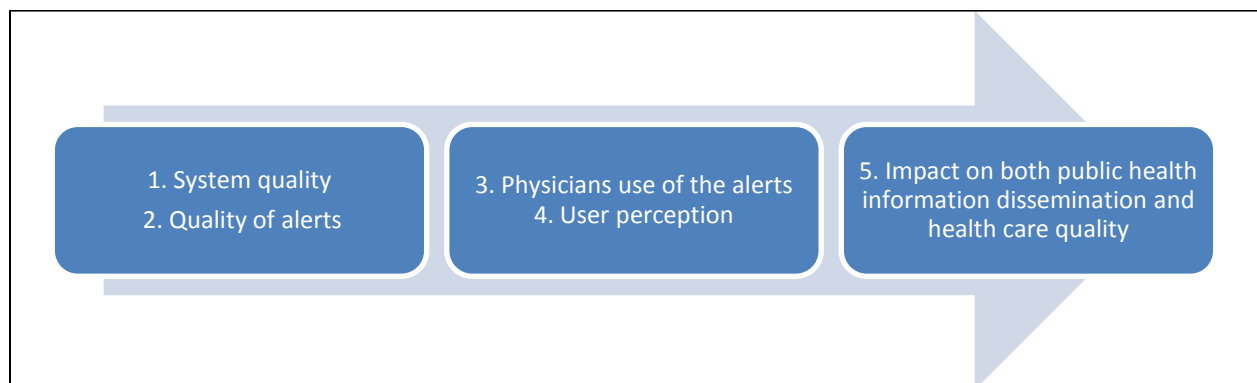 1. System quality
2. Quality of alerts
3. Physicians use of the alerts
4. User perception
5. Impact on both public health
information dissemination and
health care quality